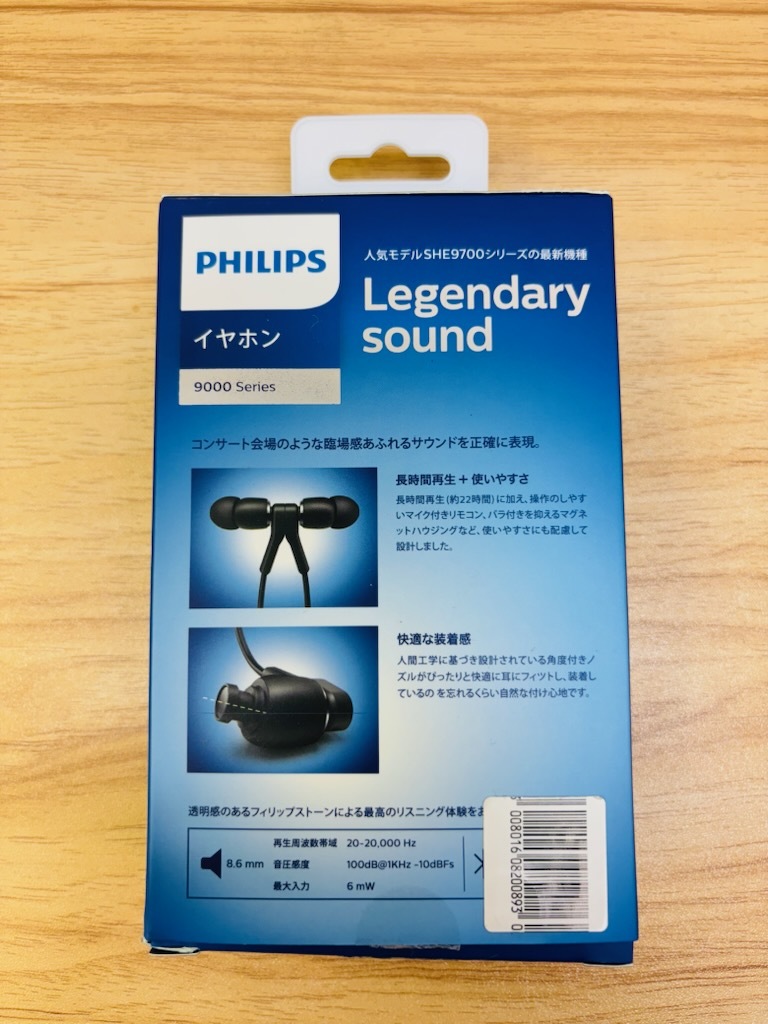 PHILIPS
イヤホン
9000 Series
人気モデルSHE9700シリーズの最新機種
Legendary
sound
コンサート会場のような臨場感あふれるサウンドを正確に表現。
長時間再生 + 使いやすさ
長時間再生 (約22時間) に加え、操作のしやす
いマイク付きリモコン、バラ付きを抑えるマグネ
ットハウジングなど、使いやすさにも配慮して
設計しました。
快適な装着感
人間工学に基づき設計されている角度付きノ
ズルがぴったりと快適に耳にフィットし、装着し
ているの を忘れるくらい自然な付け心地です。
透明感のあるフィリップストーンによる最高のリスニング体験をお
8.6 mm
再生周波数帯域 20-20,000 Hz
音圧感度 100dB@1KHz -10dBFs
最大入力 6 mW
008016 08200893 0